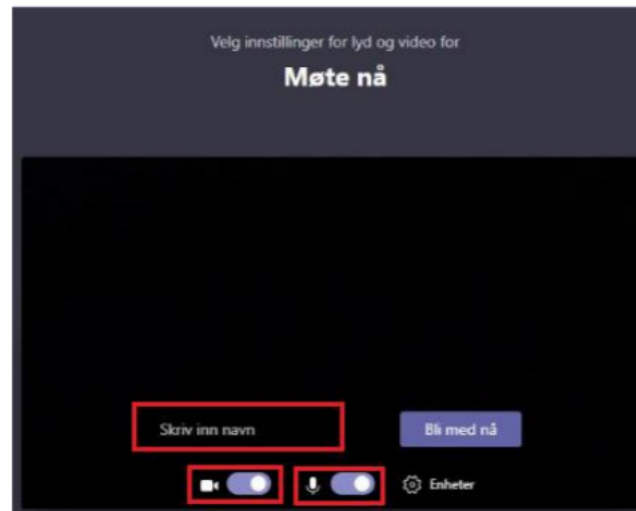 Velg innstillinger for lyd og video for
Møte nå
Skriv inn navn
Bli med nå
Enheter